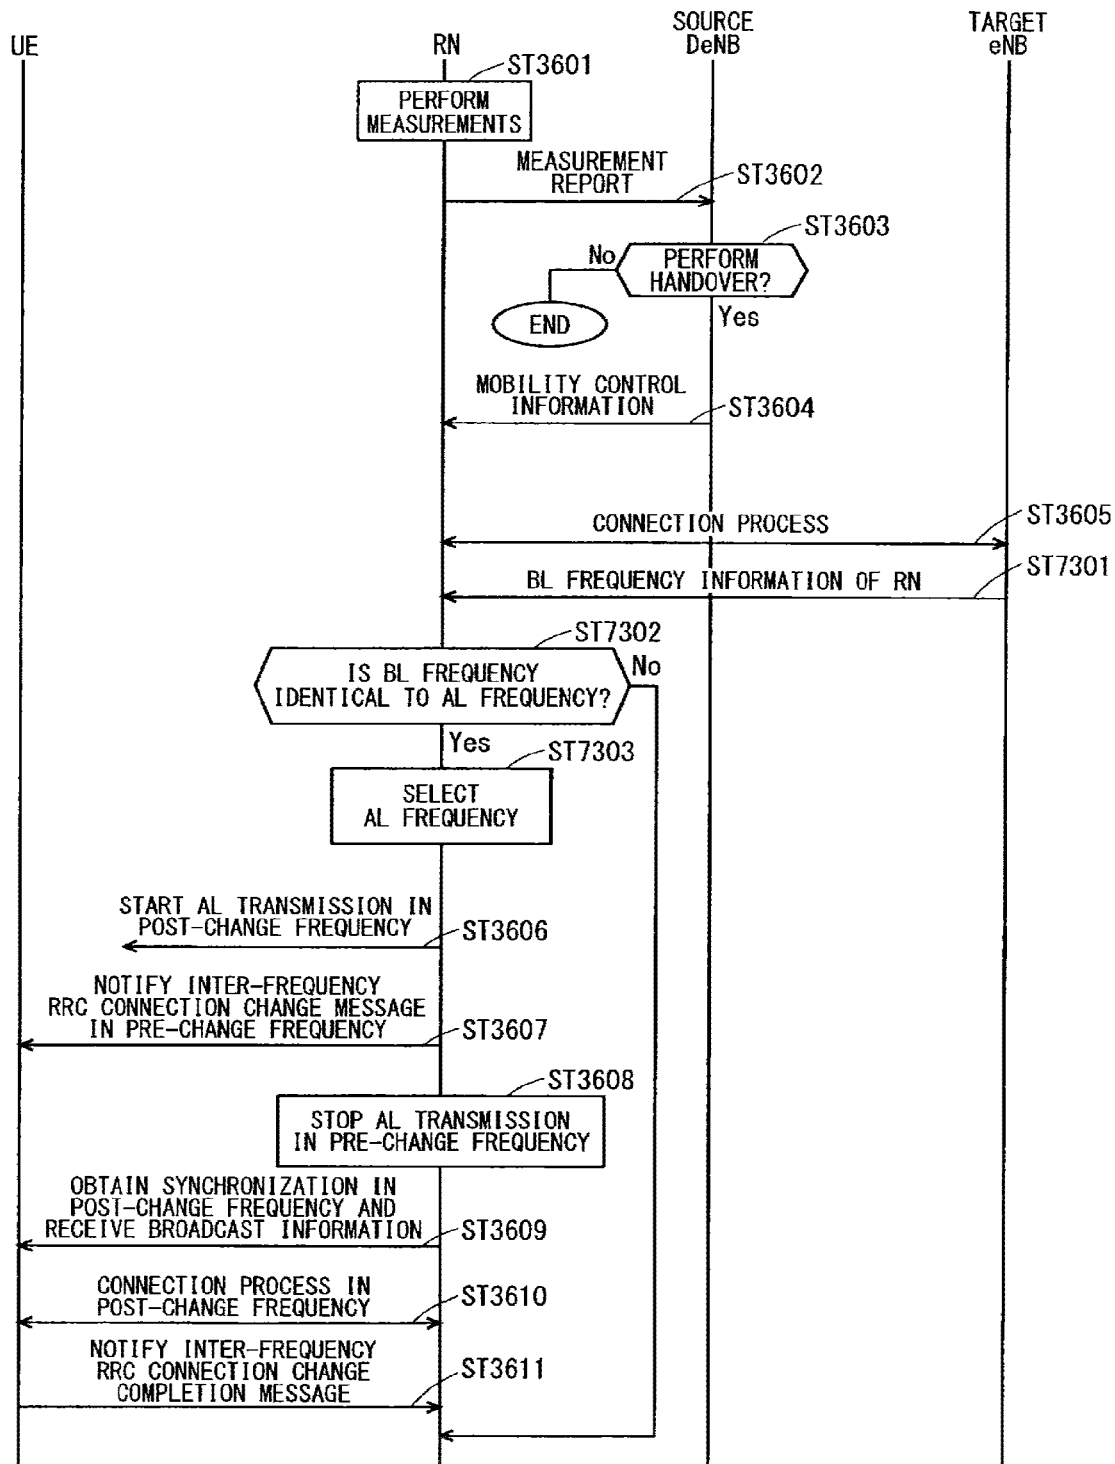 UE
RN
SOURCE
DeNB
TARGET
eNB
ST3601
PERFORM
MEASUREMENTS
MEASUREMENT
REPORT
ST3602
ST3603
No
PERFORM
HANDOVER?
END
Yes
MOBILITY CONTROL
INFORMATION
ST3604
CONNECTION PROCESS
ST3605
BL FREQUENCY INFORMATION OF RN
ST7301
ST7302
IS BL FREQUENCY
IDENTICAL TO AL FREQUENCY?
No
Yes
ST7303
SELECT
AL FREQUENCY
START AL TRANSMISSION IN
POST-CHANGE FREQUENCY
ST3606
NOTIFY INTER-FREQUENCY
RRC CONNECTION CHANGE MESSAGE
IN PRE-CHANGE FREQUENCY
ST3607
ST3608
STOP AL TRANSMISSION
IN PRE-CHANGE FREQUENCY
OBTAIN SYNCHRONIZATION IN
POST-CHANGE FREQUENCY AND
RECEIVE BROADCAST INFORMATION
ST3609
CONNECTION PROCESS IN
POST-CHANGE FREQUENCY
ST3610
NOTIFY INTER-FREQUENCY
RRC CONNECTION CHANGE
COMPLETION MESSAGE
ST3611